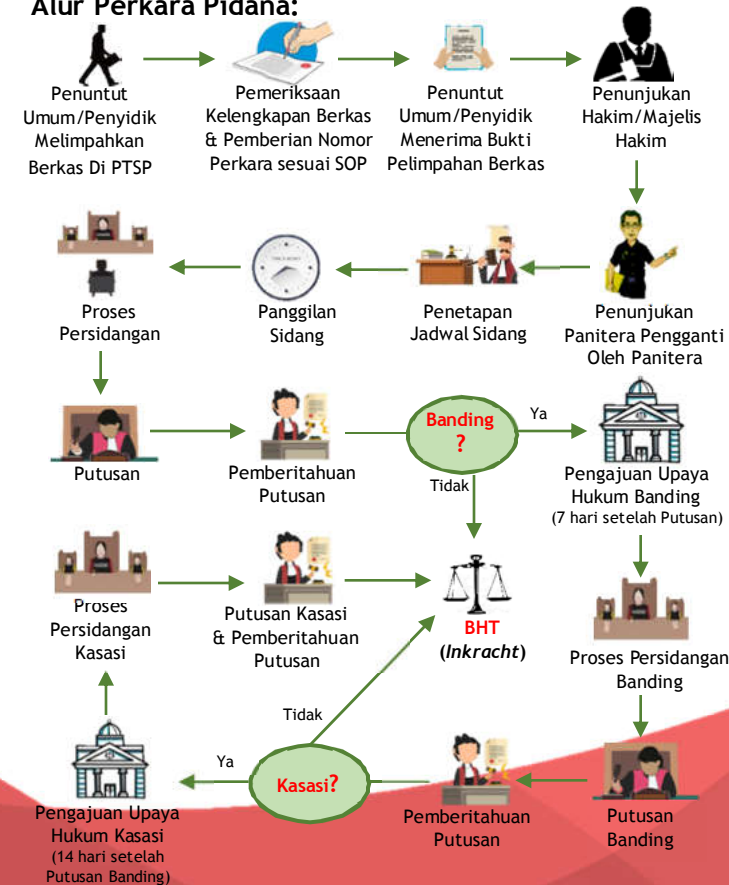 Alur Perkara Pidana:
Penuntut
Umum/Penyidik
Melimpahkan
Berkas Di PTSP
Pemeriksaan
Kelengkapan Berkas
& Pemberian Nomor
Perkara sesuai SOP
Penuntut
Umum/Penyidik
Menerima Bukti
Pelimpahan Berkas
Penunjukan
Hakim/Majelis
Hakim
Penunjukan
Panitera Pengganti
Oleh Panitera
Penetapan
Jadwal Sidang
Panggilan
Sidang
Proses
Persidangan
Putusan
Pemberitahuan
Putusan
Banding
?
Ya
Tidak
Pengajuan Upaya
Hukum Banding
(7 hari setelah Putusan)
Proses Persidangan
Banding
Putusan
Banding
Pemberitahuan
Putusan
Kasasi?
Ya
Tidak
Pengajuan Upaya
Hukum Kasasi
(14 hari setelah
Putusan Banding)
Proses
Persidangan
Kasasi
Putusan Kasasi
& Pemberitahuan
Putusan
BHT
(Inkracht)